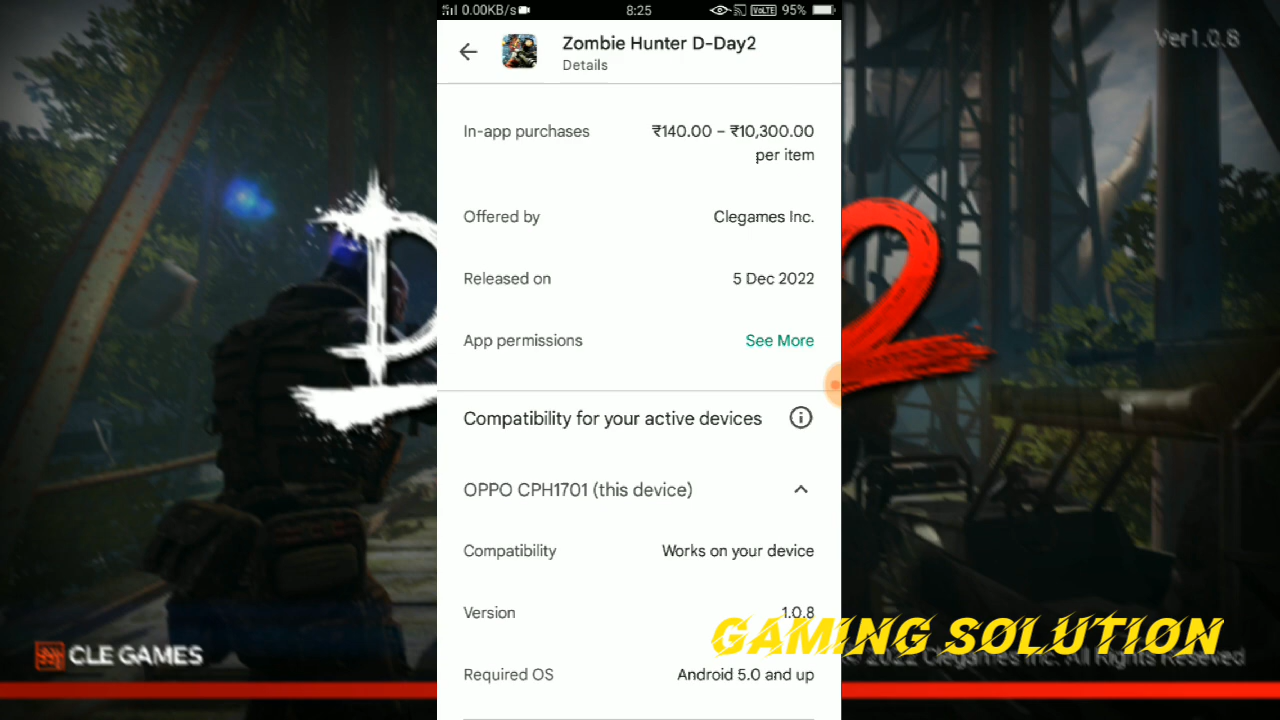 0.00KB/s 8:25 VoLTE 95%
Ver1.0.8
Zombie Hunter D-Day2
Details
In-app purchases ₹140.00 – ₹10,300.00
per item
Offered by Clegames Inc.
Released on 5 Dec 2022
App permissions See More
D 2
Compatibility for your active devices
OPPO CPH1701 (this device)
Compatibility Works on your device
Version 1.0.8
GAMING SOLUTION
CLE GAMES
© 2022 Clegames Inc. All Rights Reseved
Required OS Android 5.0 and up